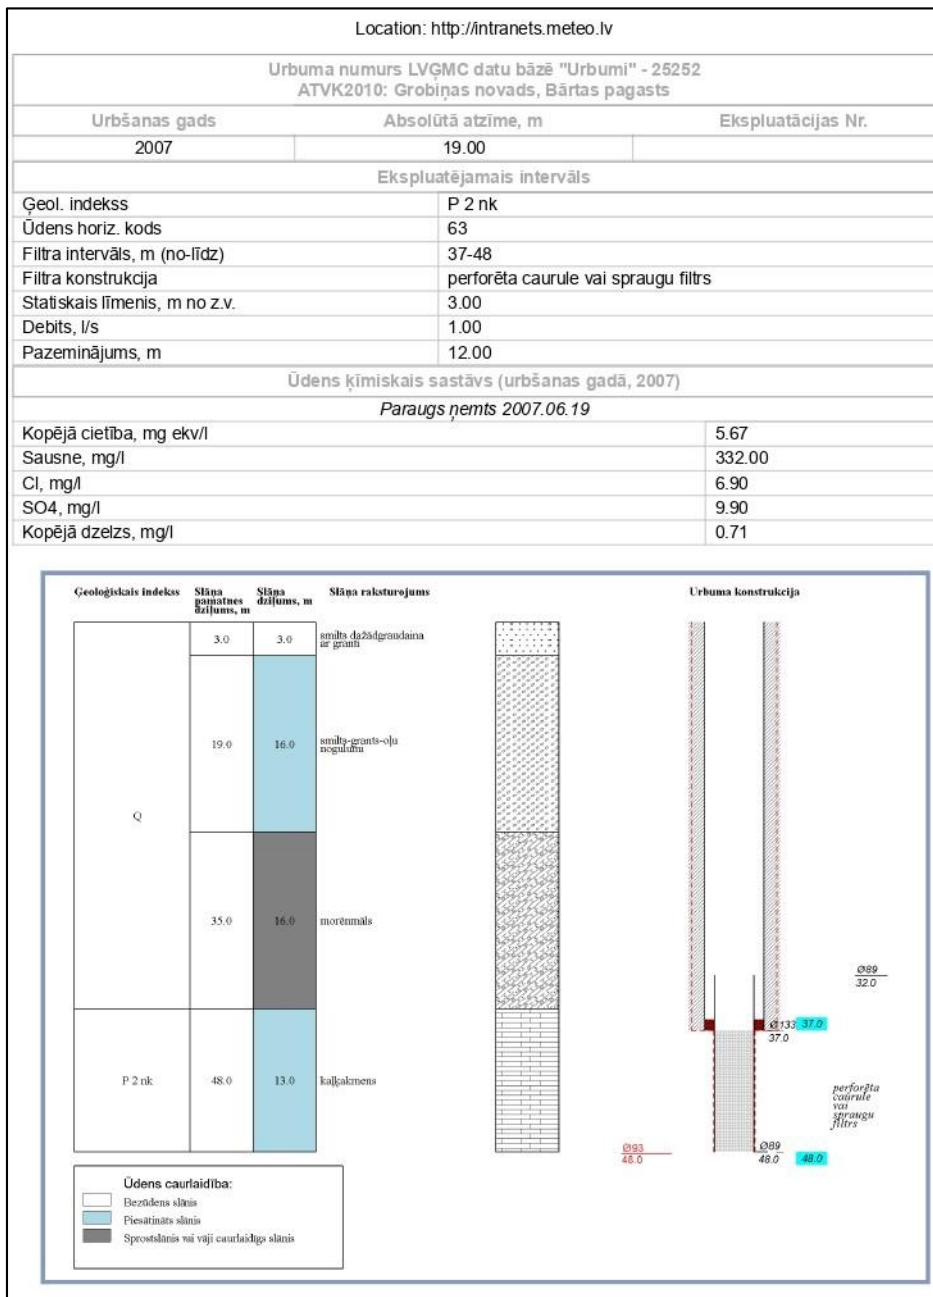 Location: http://intranets.meteo.lv
Urbuma numurs LVĢMC datu bāzē "Urbumi" - 25252
ATVK2010: Grobiņas novads, Bārtas pagasts
Urbšanas gads Absolūtā atzīme, m Ekspluatācijas Nr.
2007 19.00
Ekspluatējamais intervāls
Ģeol. indekss P 2 nk
Ūdens horiz. kods 63
Filtra intervāls, m (no-līdz) 37-48
Filtra konstrukcija perforēta caurule vai spraugu filtrs
Statiskais līmenis, m no z.v. 3.00
Debits, l/s 1.00
Pazeminājums, m 12.00
Ūdens ķīmiskais sastāvs (urbšanas gadā, 2007)
Paraugs ņemts 2007.06.19
Kopējā cietība, mg ekv/l 5.67
Sausne, mg/l 332.00
Cl, mg/l 6.90
SO4, mg/l 9.90
Kopējā dzelzs, mg/l 0.71
Ģeoloģiskais indekss
Slāņa
pamatnes
dziļums, m
Slāņa
dziļums, m
Slāņa raksturojums
Urbuma konstrukcija
3.0 3.0
smilts dažādgraudaina
ar granti
Q
19.0 16.0
smilts-grants-oļu
nogulumi
35.0 16.0 morēnmāls
Ø89
32.0
Ø133 37.0
37.0
P 2 nk 48.0 13.0 kaļķakmens
perforēta
caurule
vai
spraugu
filtrs
Ø93
48.0
Ø89
48.0 48.0
Ūdens caurlaidība:
Bezūdens slānis
Piesātināts slānis
Sprostslānis vai vāji caurlaidīgs slānis